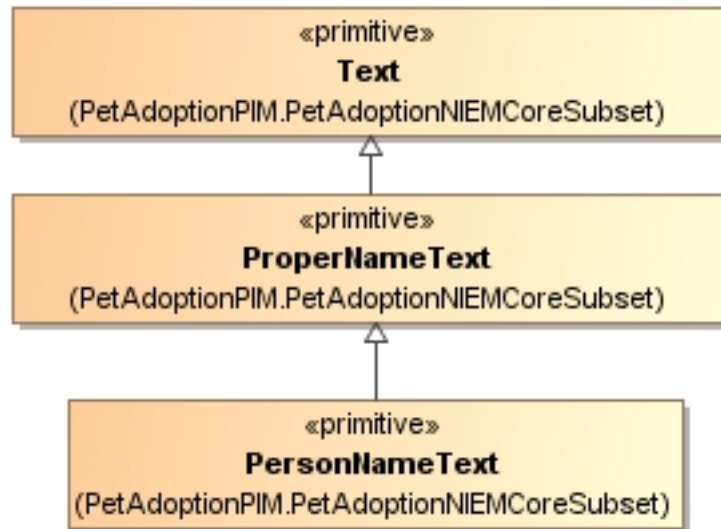 «primitive»
Text
(PetAdoptionPIM.PetAdoptionNIEMCoreSubset)
«primitive»
ProperNameText
(PetAdoptionPIM.PetAdoptionNIEMCoreSubset)
«primitive»
PersonNameText
(PetAdoptionPIM.PetAdoptionNIEMCoreSubset)